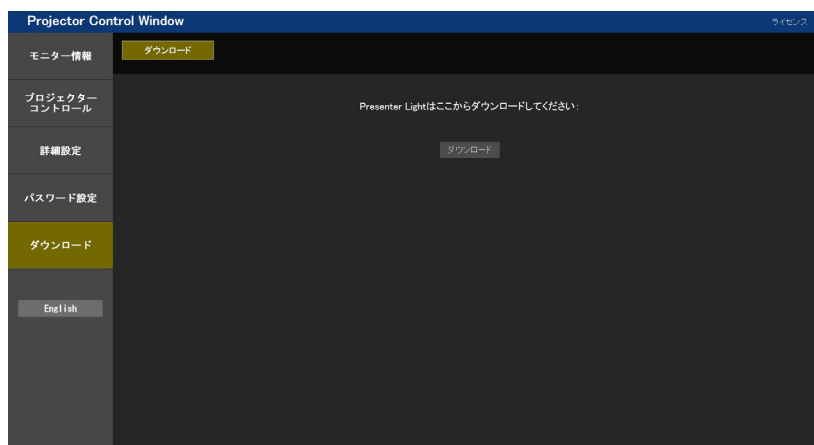 Projector Control Window
ライセンス
モニター情報
ダウンロード
プロジェクター
コントロール
Presenter Lightはここからダウンロードしてください:
ダウンロード
詳細設定
パスワード設定
ダウンロード
English